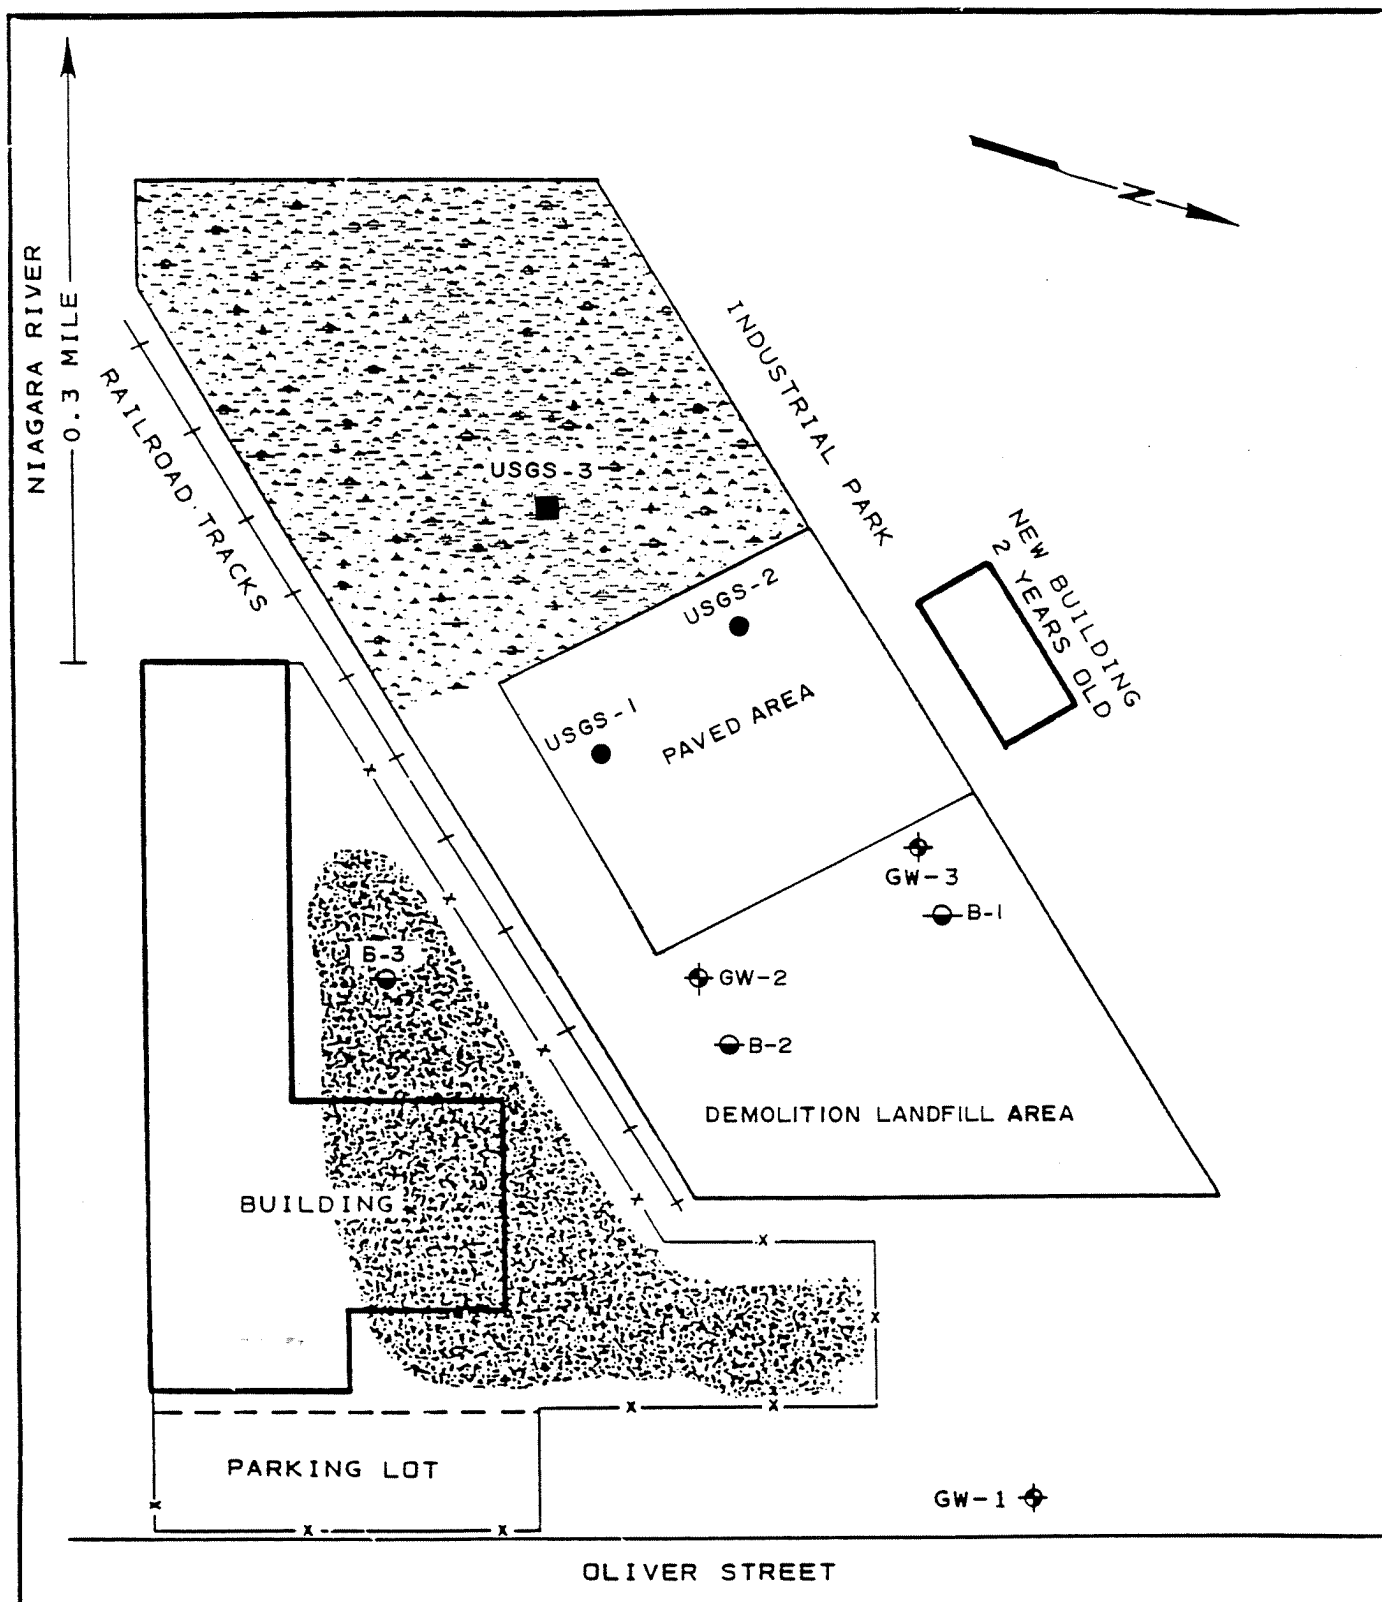 N
NIAGARA RIVER
0.3 MILE
RAILROAD TRACKS
INDUSTRIAL PARK
USGS-3
NEW BUILDING
2 YEARS OLD
USGS-2
USGS-1
PAVED AREA
GW-3
B-1
B-3
GW-2
B-2
DEMOLITION LANDFILL AREA
BUILDING
PARKING LOT
GW-1
OLIVER STREET